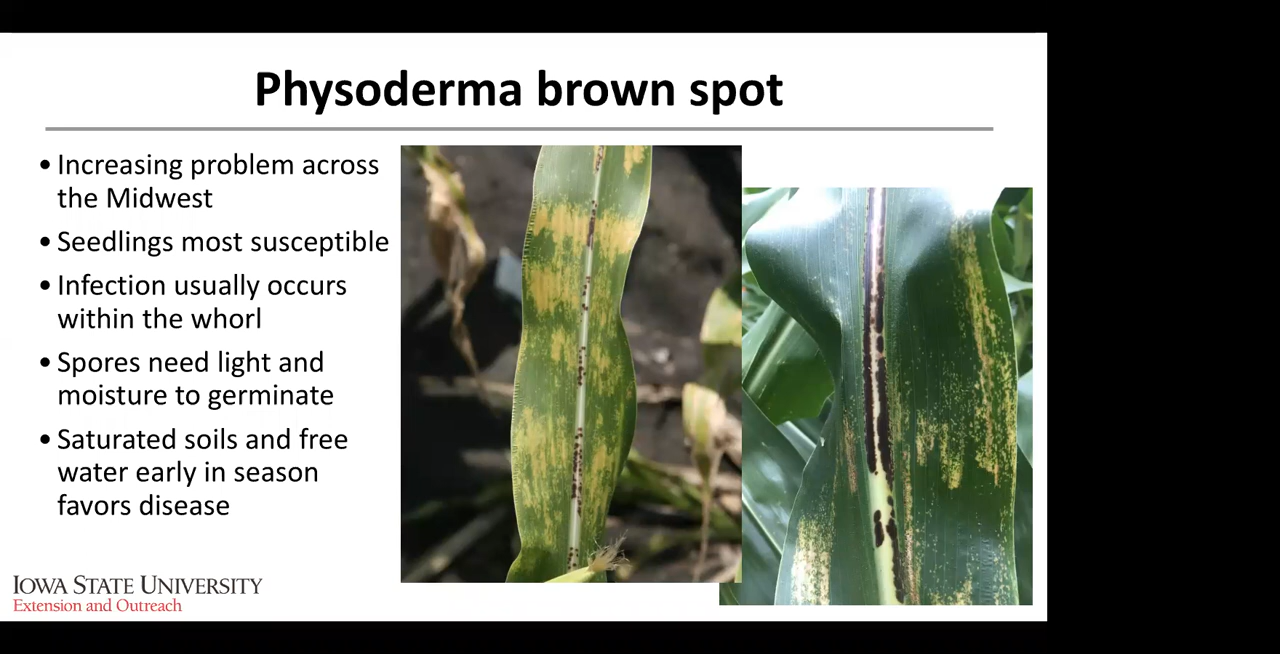 Physoderma brown spot
• Increasing problem across
the Midwest
• Seedlings most susceptible
• Infection usually occurs
within the whorl
• Spores need light and
moisture to germinate
• Saturated soils and free
water early in season
favors disease
IOWA STATE UNIVERSITY
Extension and Outreach